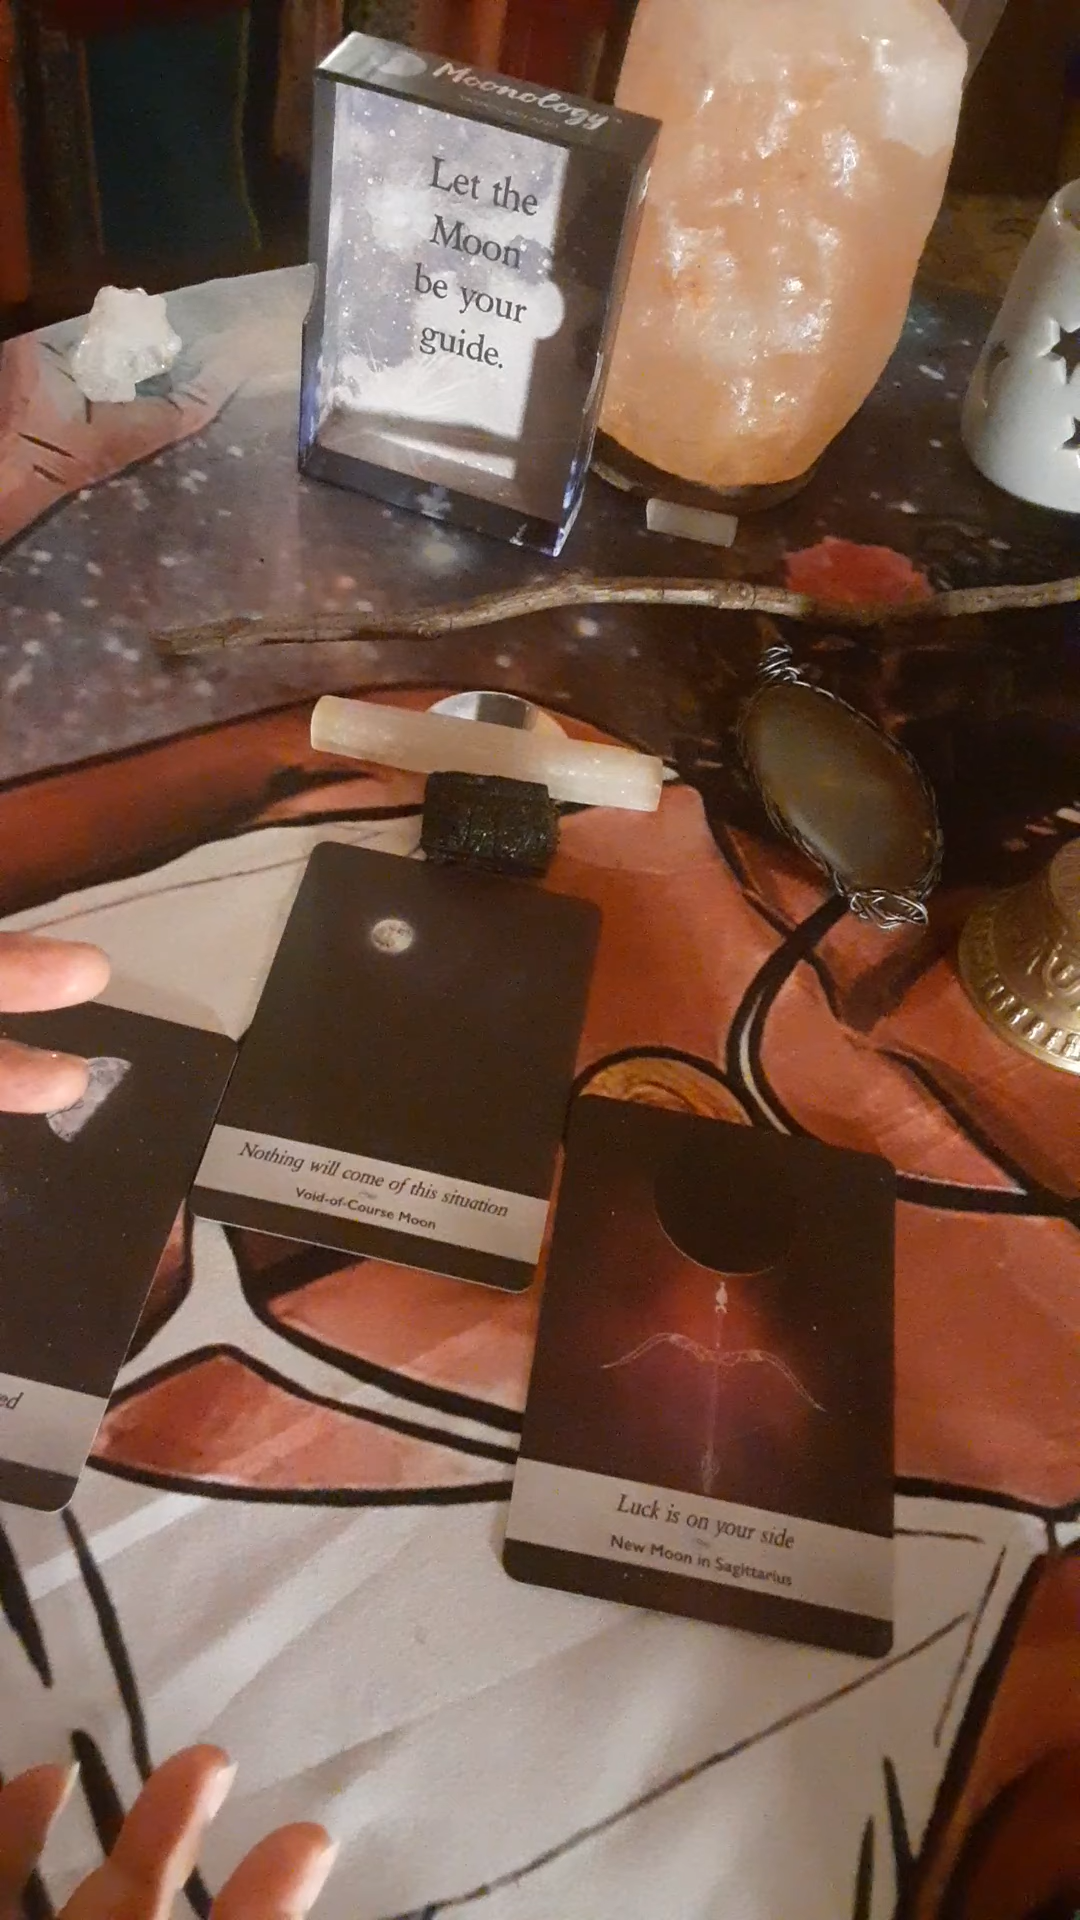 Moonology
Let the
Moon
be your
guide.
Nothing will come of this situation
Void-of-Course Moon
ed
Luck is on your side
New Moon in Sagittarius